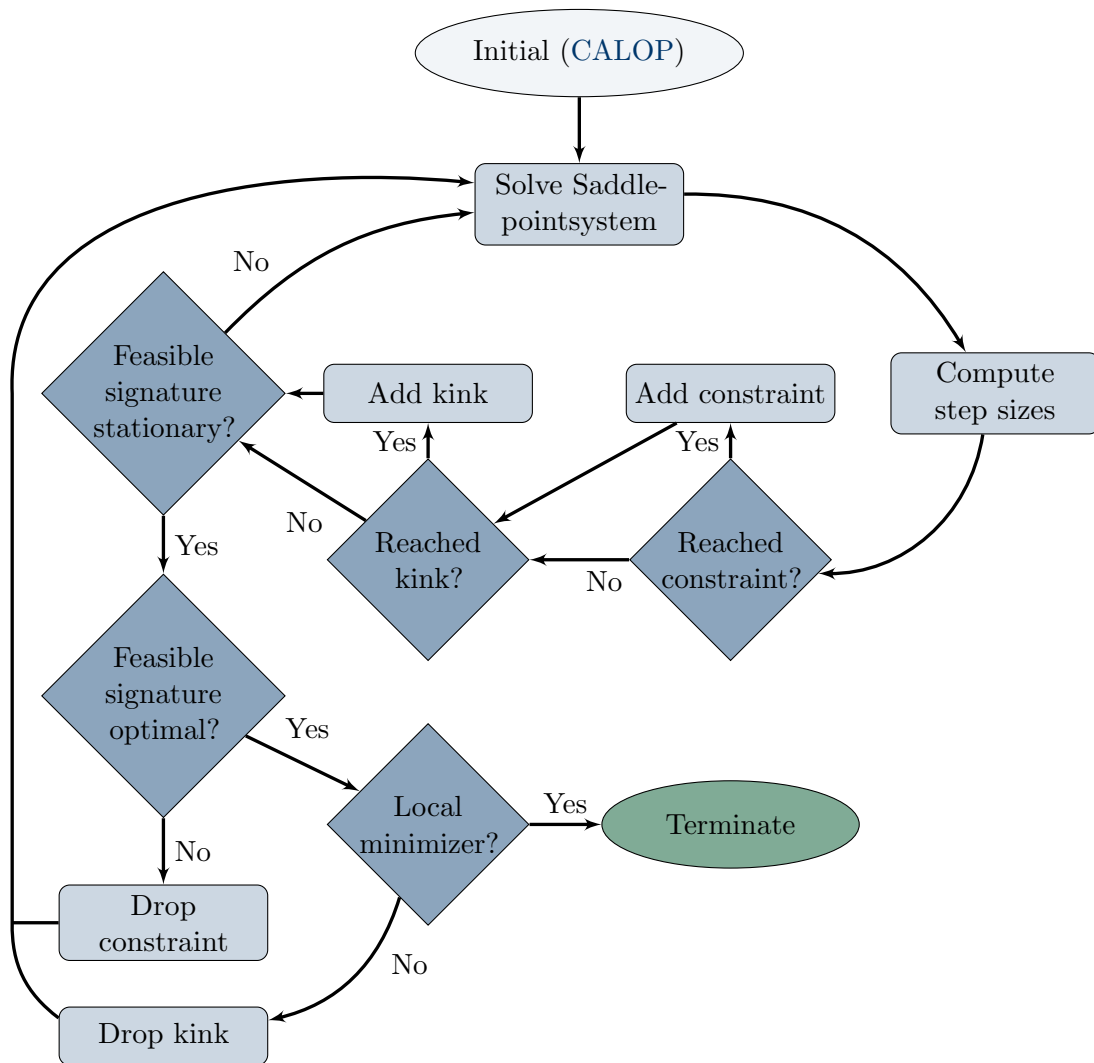 Initial (CALOP)
Solve Saddle-
pointsystem
No
Feasible
signature
stationary?
Add kink
Add constraint
Compute
step sizes
Yes
Yes
No
Reached
kink?
No
Reached
constraint?
Yes
Feasible
signature
optimal?
Yes
Local
minimizer?
Yes
Terminate
No
Drop
constraint
No
Drop kink